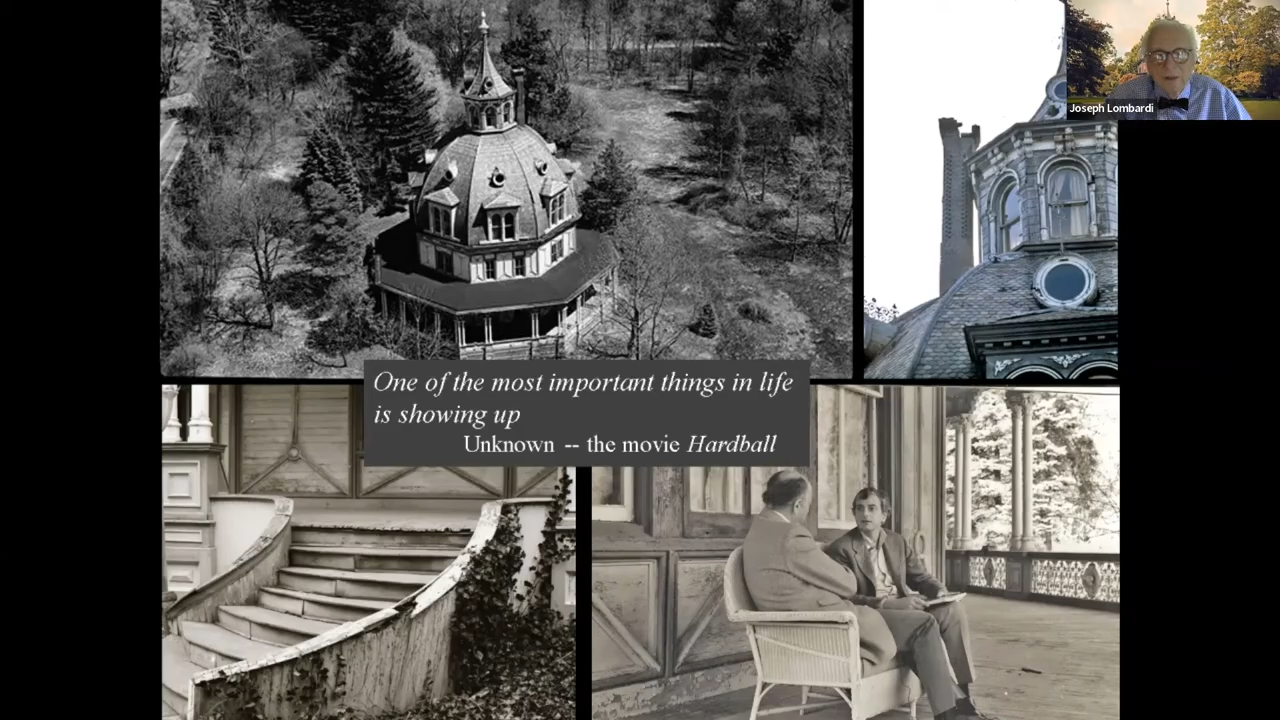 Joseph Lombardi
One of the most important things in life
is showing up
Unknown -- the movie Hardball